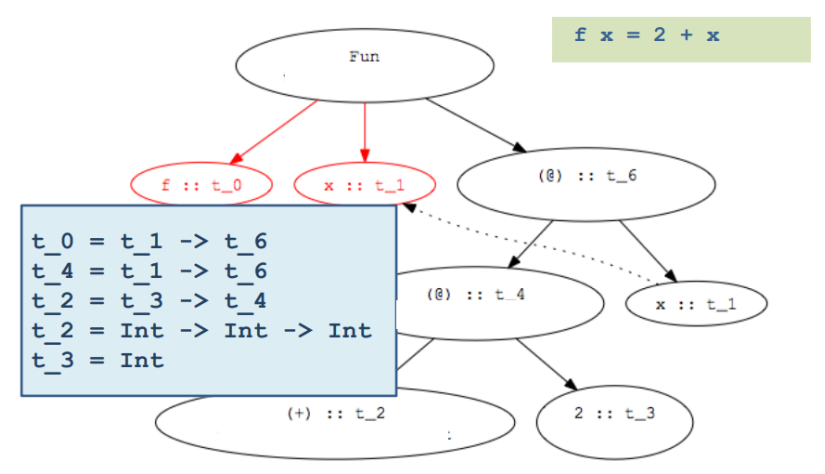 f x = 2 + x
Fun
f :: t_0
x :: t_1
(@) :: t_6
t_0 = t_1 -> t_6
t_4 = t_1 -> t_6
t_2 = t_3 -> t_4
t_2 = Int -> Int -> Int
t_3 = Int
(@) :: t_4
x :: t_1
(+) :: t_2
2 :: t_3